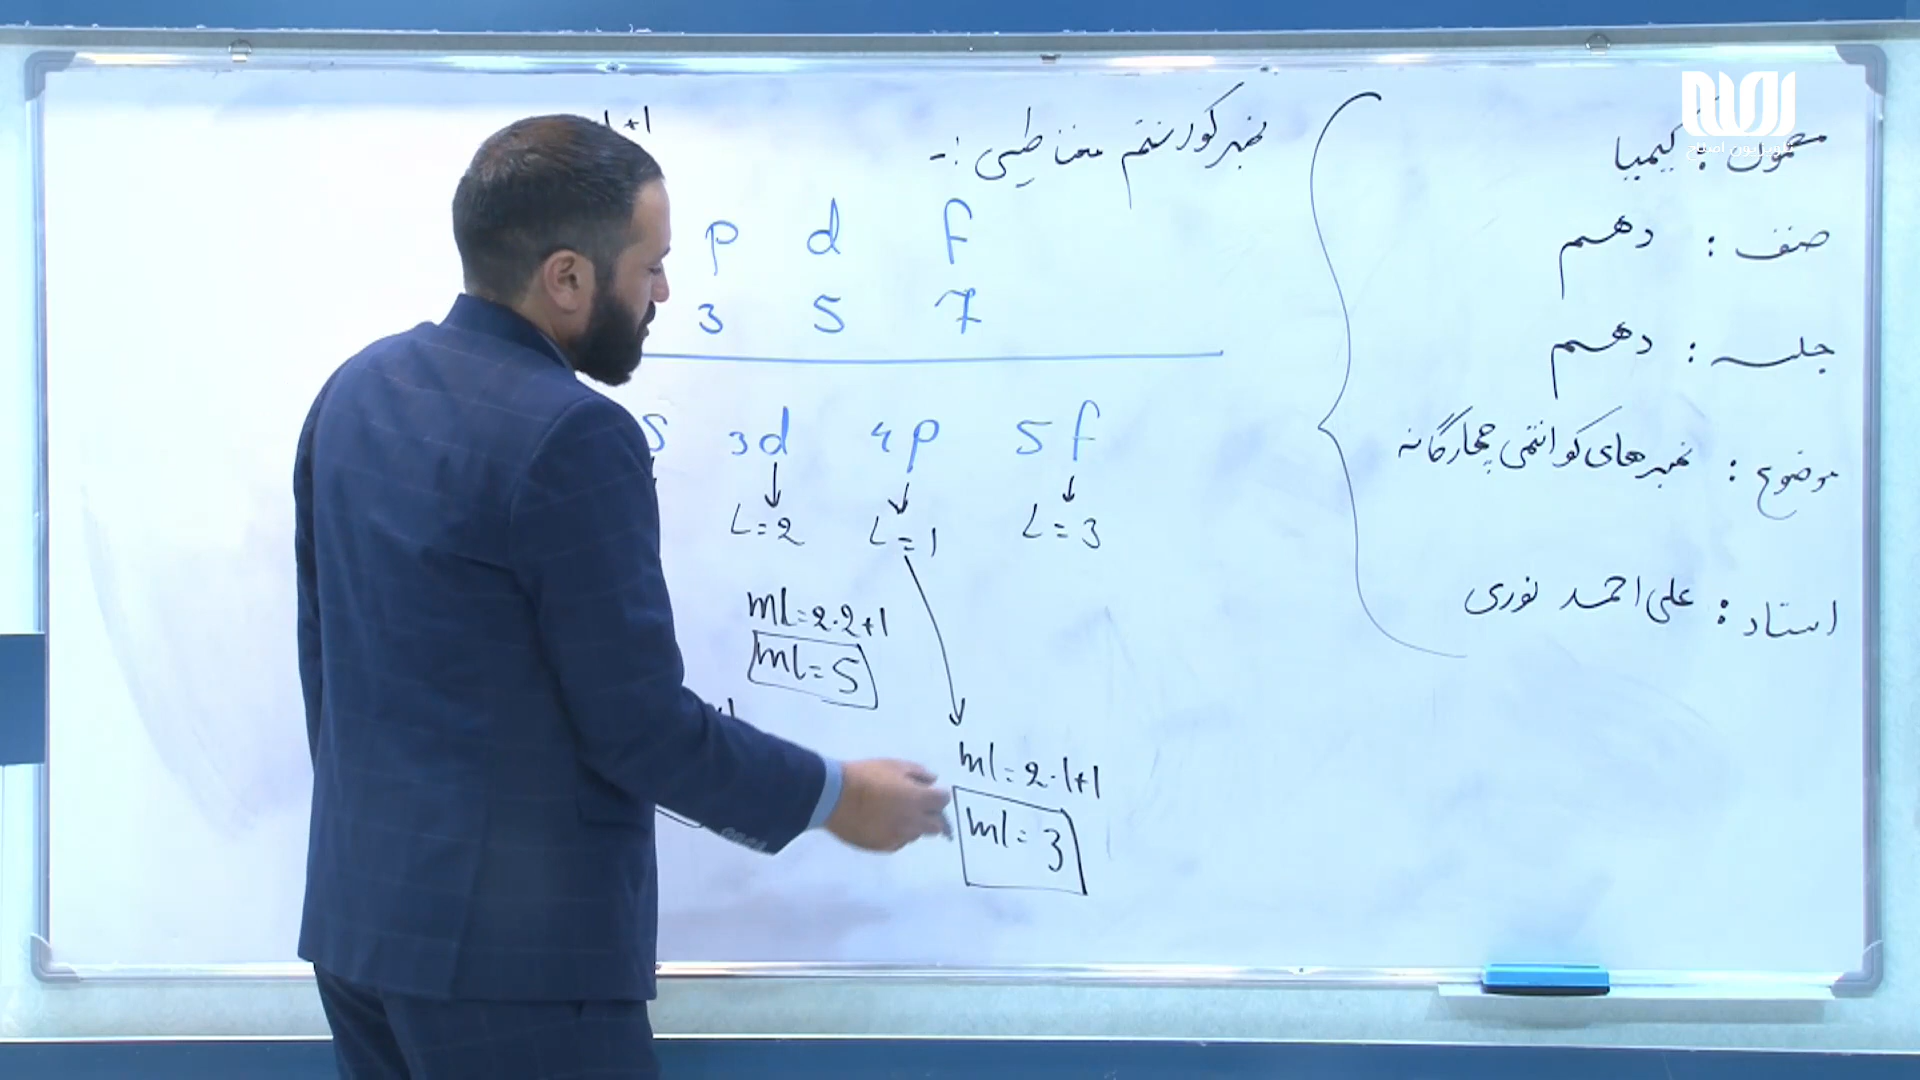 مضمون : کیمیا
صنف : دهم
جلسه : دهم
موضوع : نمبرهای کوانتمی چهارگانه
استاد : علی احمد نوری
نمبر کوانتم مقناطیسی :-
l+1
p d f
3 5 7
S 3d 4p 5f
L=2 L=1 L=3
ml=2·2+1
ml=5
ml=2·1+1
ml=3